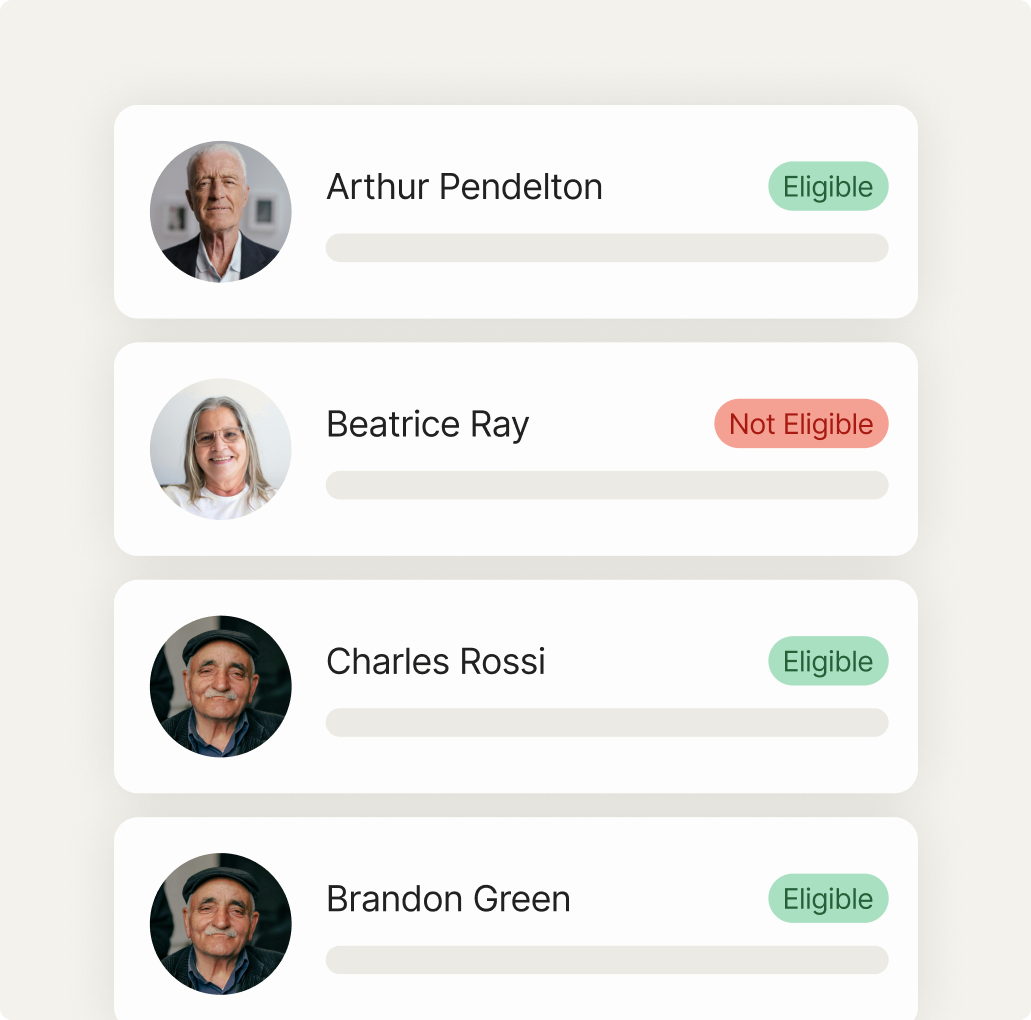 Arthur Pendelton
Eligible
Beatrice Ray
Not Eligible
Charles Rossi
Eligible
Brandon Green
Eligible